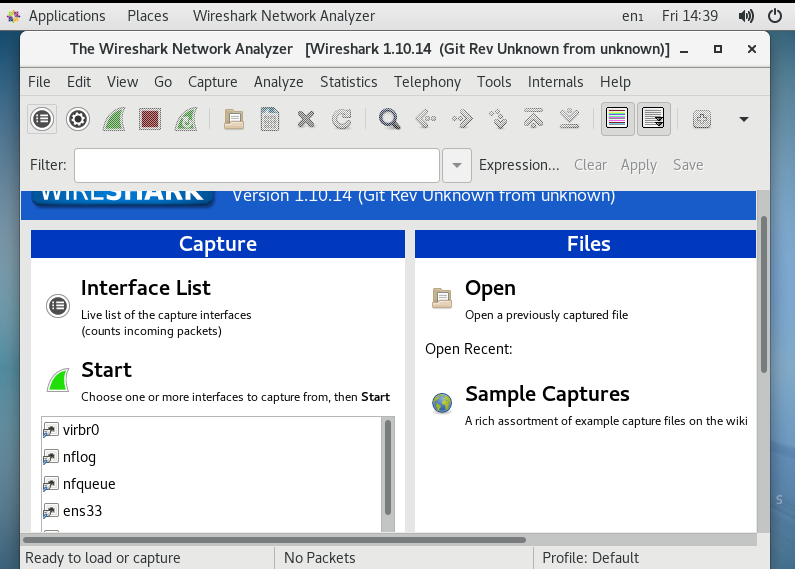 Applications Places Wireshark Network Analyzer en₁ Fri 14:39
The Wireshark Network Analyzer [Wireshark 1.10.14 (Git Rev Unknown from unknown)]
File Edit View Go Capture Analyze Statistics Telephony Tools Internals Help
Filter: Expression... Clear Apply Save
WIRESHARK Version 1.10.14 (Git Rev Unknown from unknown)
Capture
Interface List
Live list of the capture interfaces
(counts incoming packets)
Start
Choose one or more interfaces to capture from, then Start
virbr0
nflog
nfqueue
ens33
Files
Open
Open a previously captured file
Open Recent:
Sample Captures
A rich assortment of example capture files on the wiki
S
Ready to load or capture No Packets Profile: Default